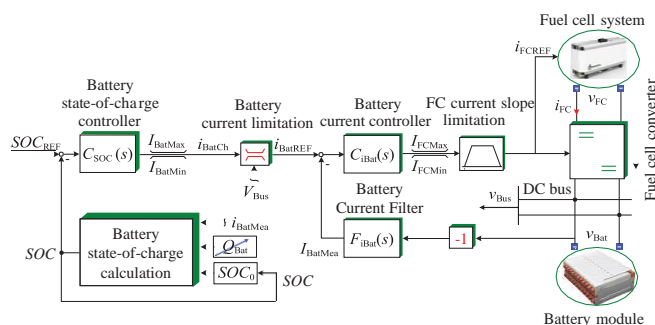 Fuel cell system
i_FCREF
Battery
state-of-charge
controller
Battery
current limitation
Battery
current controller
FC current slope
limitation
i_FC
v_FC
SOC_REF
-
C_SOC(s)
I_BatMax
I_BatMin
i_BatCh
i_BatREF
-
C_iBat(s)
I_FCMax
I_FCMin
V_Bus
Fuel cell converter
v_Bus
DC bus
Battery
Current Filter
SOC
Battery
state-of-charge
calculation
i_BatMea
Q_Bat
SOC_0
SOC
I_BatMea
F_iBat(s)
-1
v_Bat
Battery module